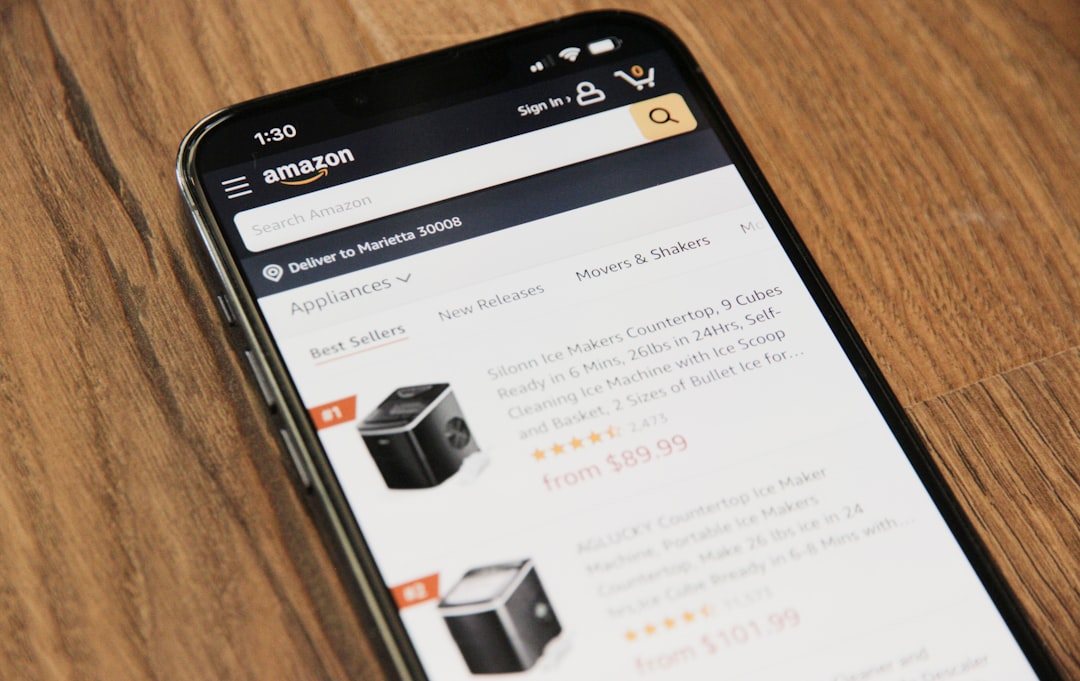 1:30
Sign In ›
0
amazon
Search Amazon
Deliver to Marietta 30008
Appliances
New Releases
Movers & Shakers
Mo
Best Sellers
#1
Silonn Ice Makers Countertop, 9 Cubes
Ready in 6 Mins, 26lbs in 24Hrs, Self-
Cleaning Ice Machine with Ice Scoop
and Basket, 2 Sizes of Bullet Ice for...
2,473
from $89.99
#2
AGLUCKY Countertop Ice Maker
Machine, Portable Ice Makers
Countertop, Make 26 lbs ice in 24
hrs,Ice Cube Rready in 6-8 Mins with...
from $101.99
Cleaner and
Descaler